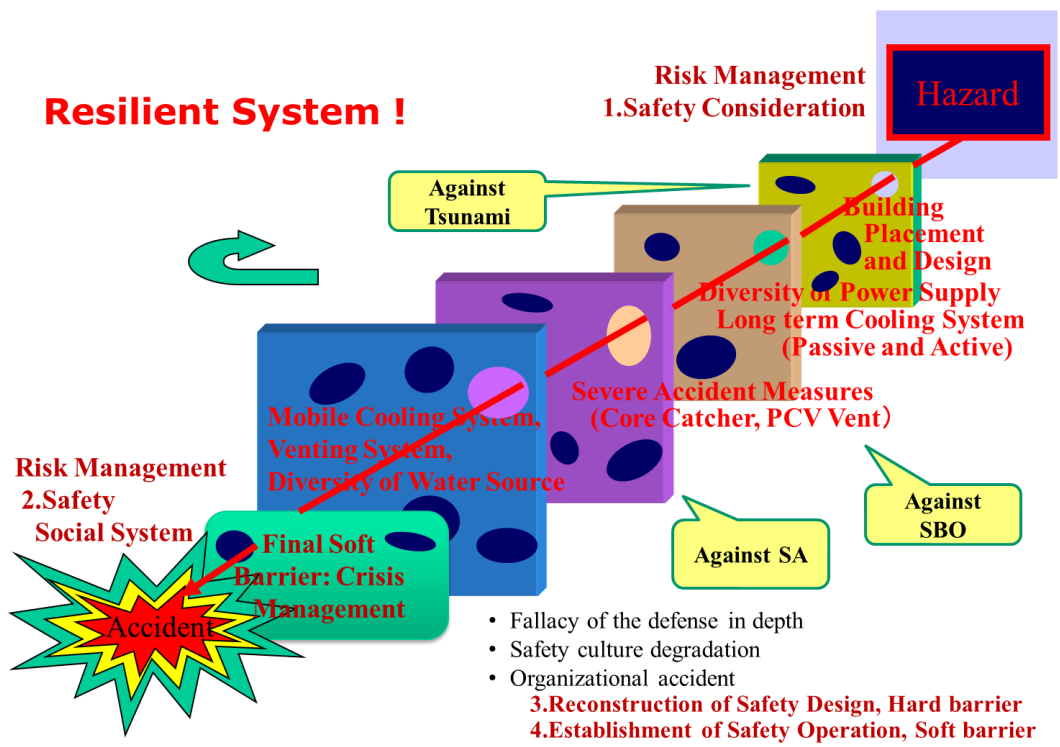 Resilient System !
Risk Management
1.Safety Consideration
Hazard
Against
Tsunami
Building
Placement
and Design
Diversity of Power Supply
Long term Cooling System
(Passive and Active)
Severe Accident Measures
(Core Catcher, PCV Vent）
Mobile Cooling System,
Venting System,
Diversity of Water Source
Risk Management
2.Safety
Social System
Final Soft
Barrier: Crisis
Management
Accident
Against SA
Against
SBO
• Fallacy of the defense in depth
• Safety culture degradation
• Organizational accident
3.Reconstruction of Safety Design, Hard barrier
4.Establishment of Safety Operation, Soft barrier